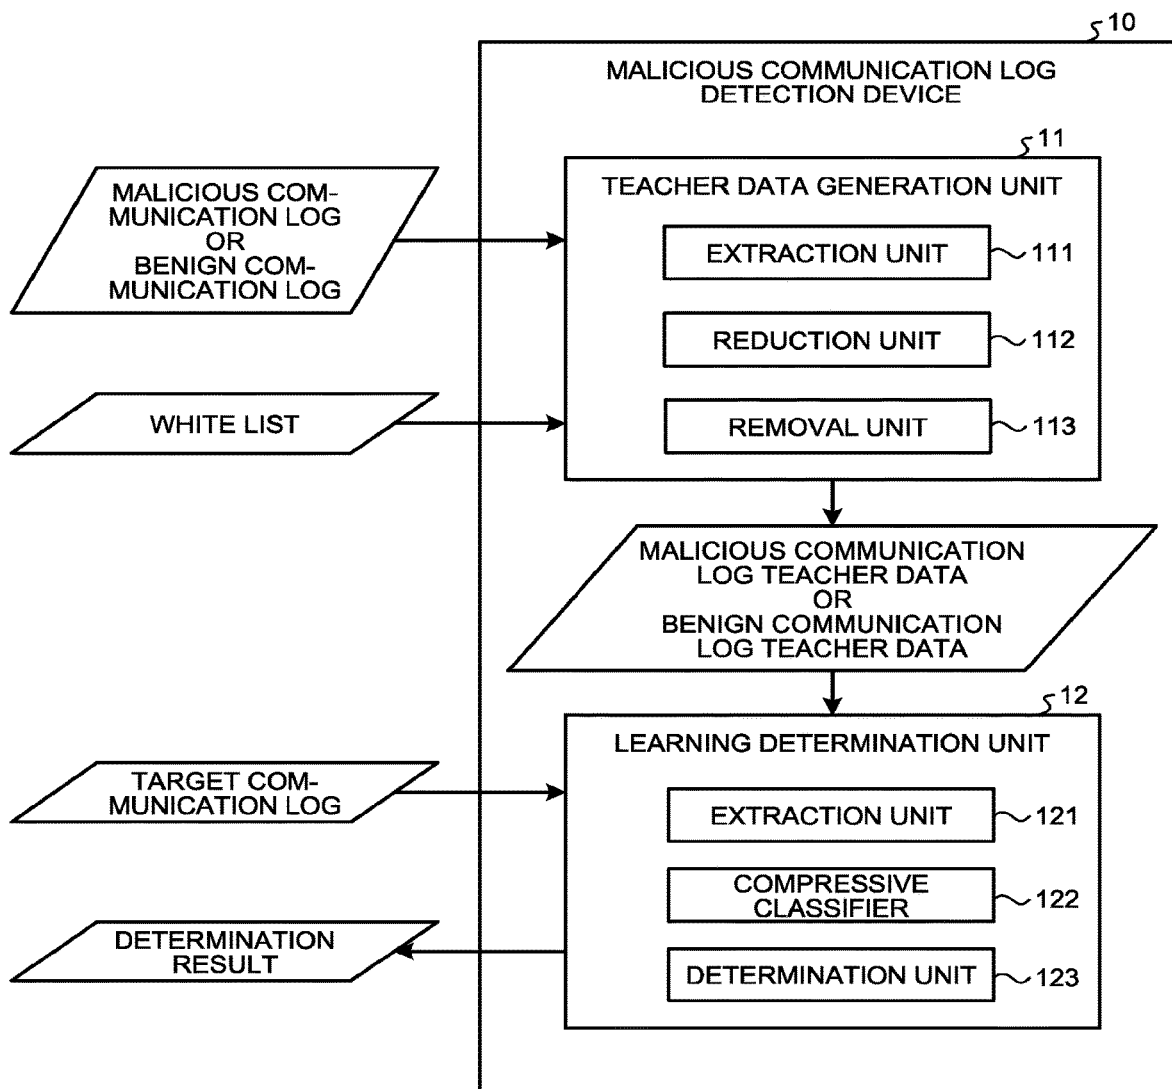 10
MALICIOUS COMMUNICATION LOG
DETECTION DEVICE
11
MALICIOUS COM-
MUNICATION LOG
OR
BENIGN COM-
MUNICATION LOG
TEACHER DATA GENERATION UNIT
EXTRACTION UNIT
111
REDUCTION UNIT
112
WHITE LIST
REMOVAL UNIT
113
MALICIOUS COMMUNICATION
LOG TEACHER DATA
OR
BENIGN COMMUNICATION
LOG TEACHER DATA
12
LEARNING DETERMINATION UNIT
TARGET COM-
MUNICATION LOG
EXTRACTION UNIT
121
COMPRESSIVE
CLASSIFIER
122
DETERMINATION
RESULT
DETERMINATION UNIT
123